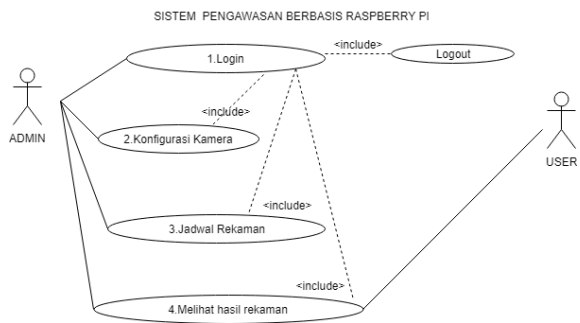 SISTEM PENGAWASAN BERBASIS RASPBERRY PI
<include>
1.Login
Logout
ADMIN
<include>
2.Konfigurasi Kamera
USER
<include>
3.Jadwal Rekaman
<include>
4.Melihat hasil rekaman